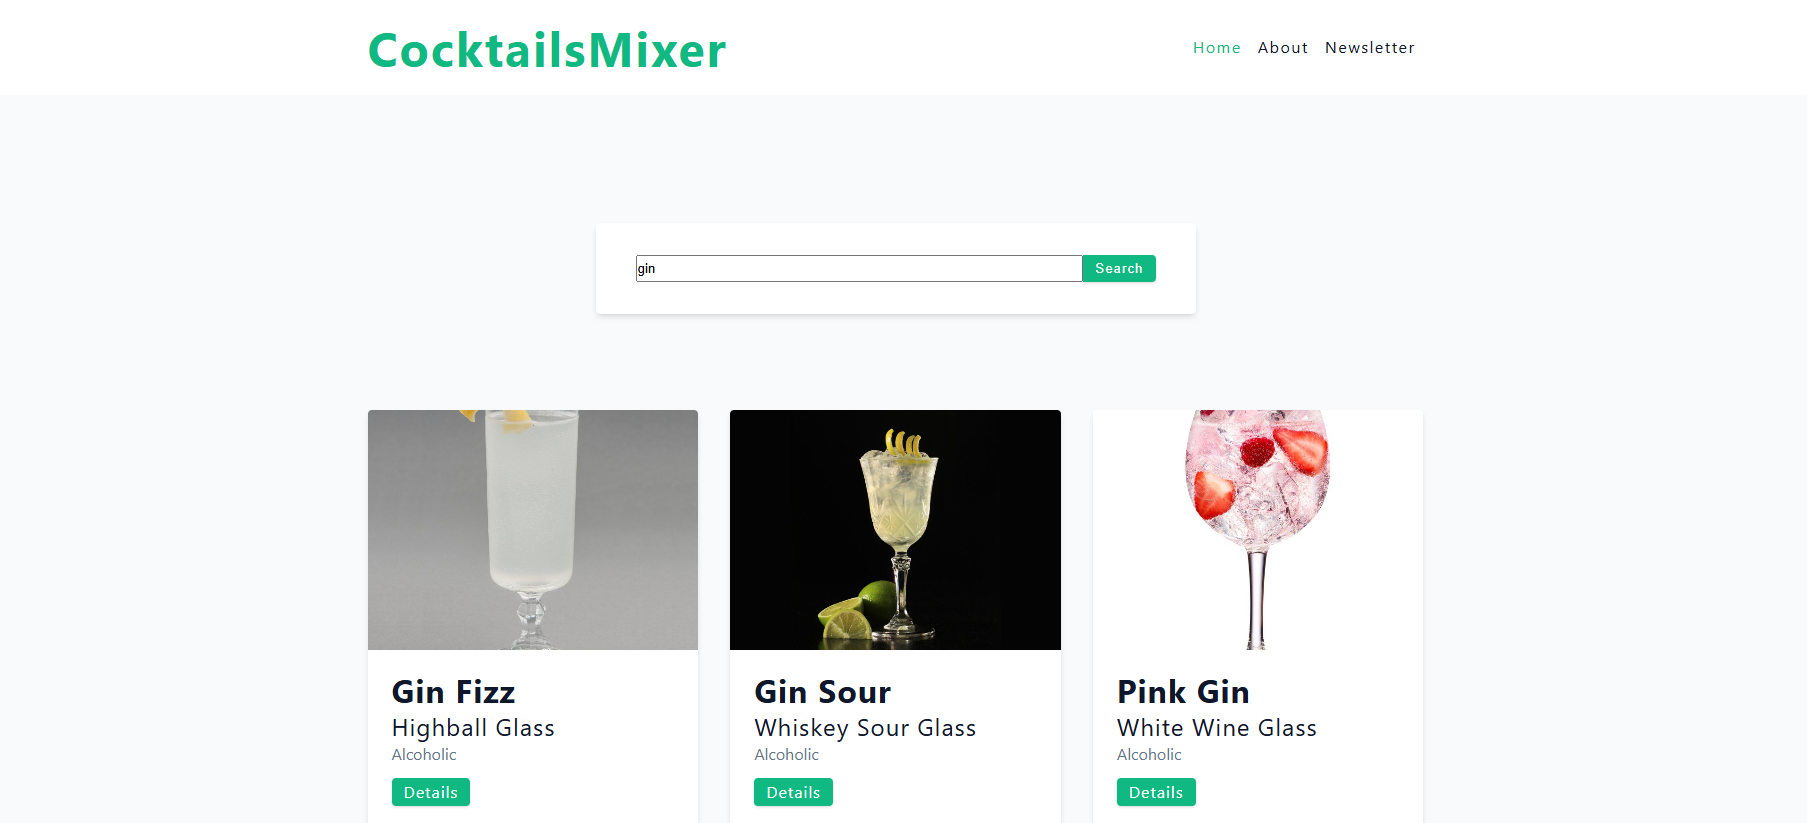 CocktailsMixer
Home About Newsletter
gin Search
Gin Fizz
Highball Glass
Alcoholic
Details
Gin Sour
Whiskey Sour Glass
Alcoholic
Details
Pink Gin
White Wine Glass
Alcoholic
Details